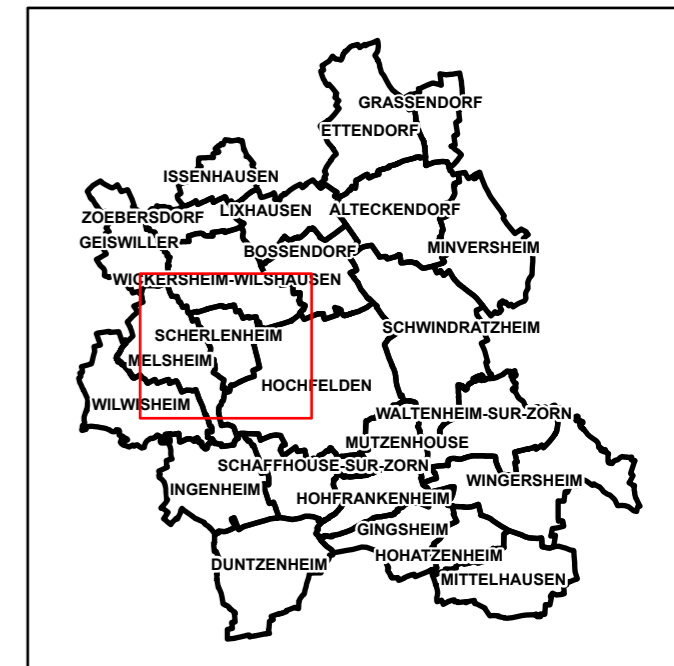 GRASSENDORF
ETTENDORF
ISSENHAUSEN
LIXHAUSEN
ALTECKENDORF
ZOEBERSDORF
GEISWILLER
BOSSENDORF
MINVERSHEIM
WICKERSHEIM-WILSHAUSEN
SCHWINDRATZHEIM
SCHERLENHEIM
MELSHEIM
HOCHFELDEN
WILWISHEIM
WALTENHEIM-SUR-ZORN
MUTZENHOUSE
SCHAFFHOUSE-SUR-ZORN
WINGERSHEIM
INGENHEIM
HOHFRANKENHEIM
GINGSHEIM
HOHATZENHEIM
DUNTZENHEIM
MITTELHAUSEN